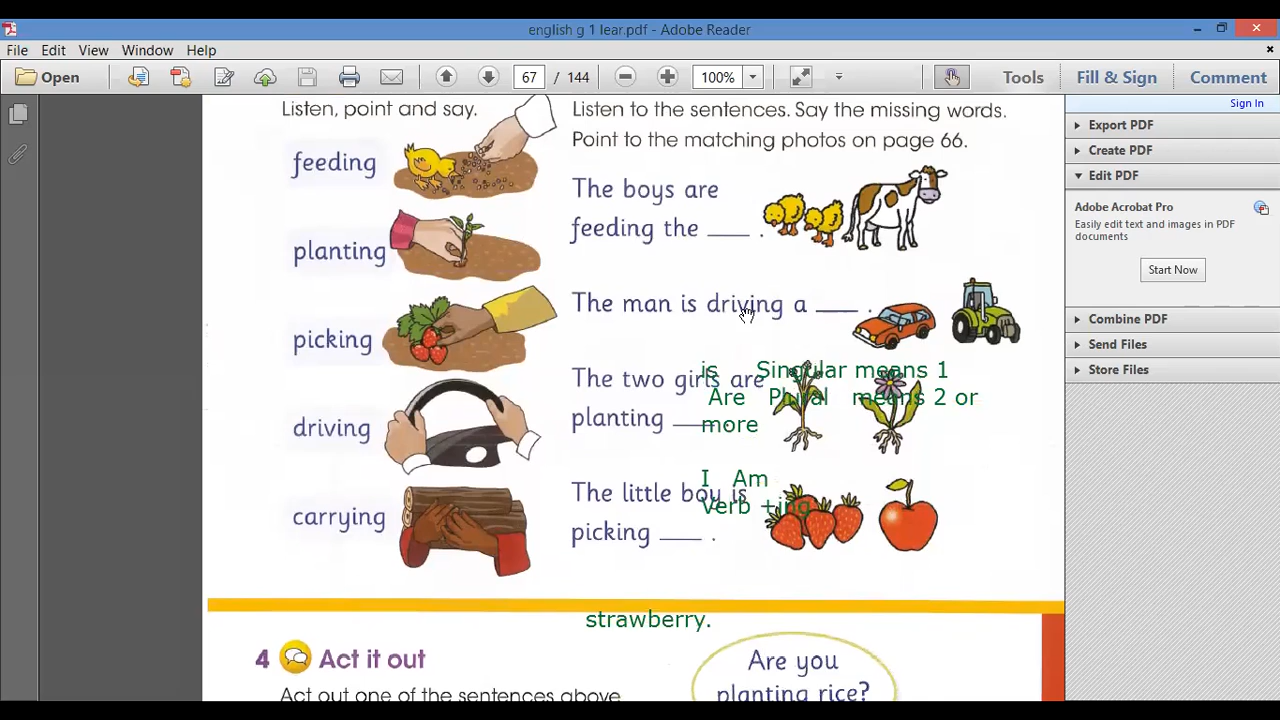 english g 1 lear.pdf - Adobe Reader
File Edit View Window Help
Open 67 / 144 100% Tools Fill & Sign Comment
Sign In
Export PDF
Create PDF
Edit PDF
Adobe Acrobat Pro
Easily edit text and images in PDF
documents
Start Now
Combine PDF
Send Files
Store Files
Listen, point and say.
feeding
planting
picking
driving
carrying
Listen to the sentences. Say the missing words.
Point to the matching photos on page 66.
The boys are
feeding the ___ .
The man is driving a ___ .
The two girls are
planting ___ .
The little boy is
picking ___ .
is Singular means 1
Are Plural means 2 or
more
I Am
Verb +ing
strawberry.
4 Act it out
Act out one of the sentences above
Are you
planting rice?